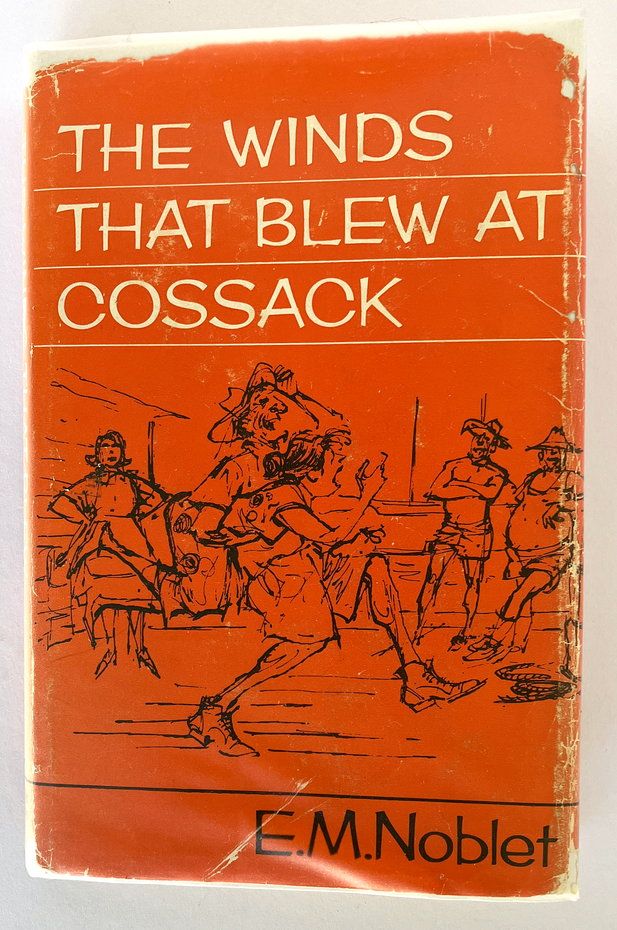 THE WINDS
THAT BLEW AT
COSSACK
E.M.Noblet